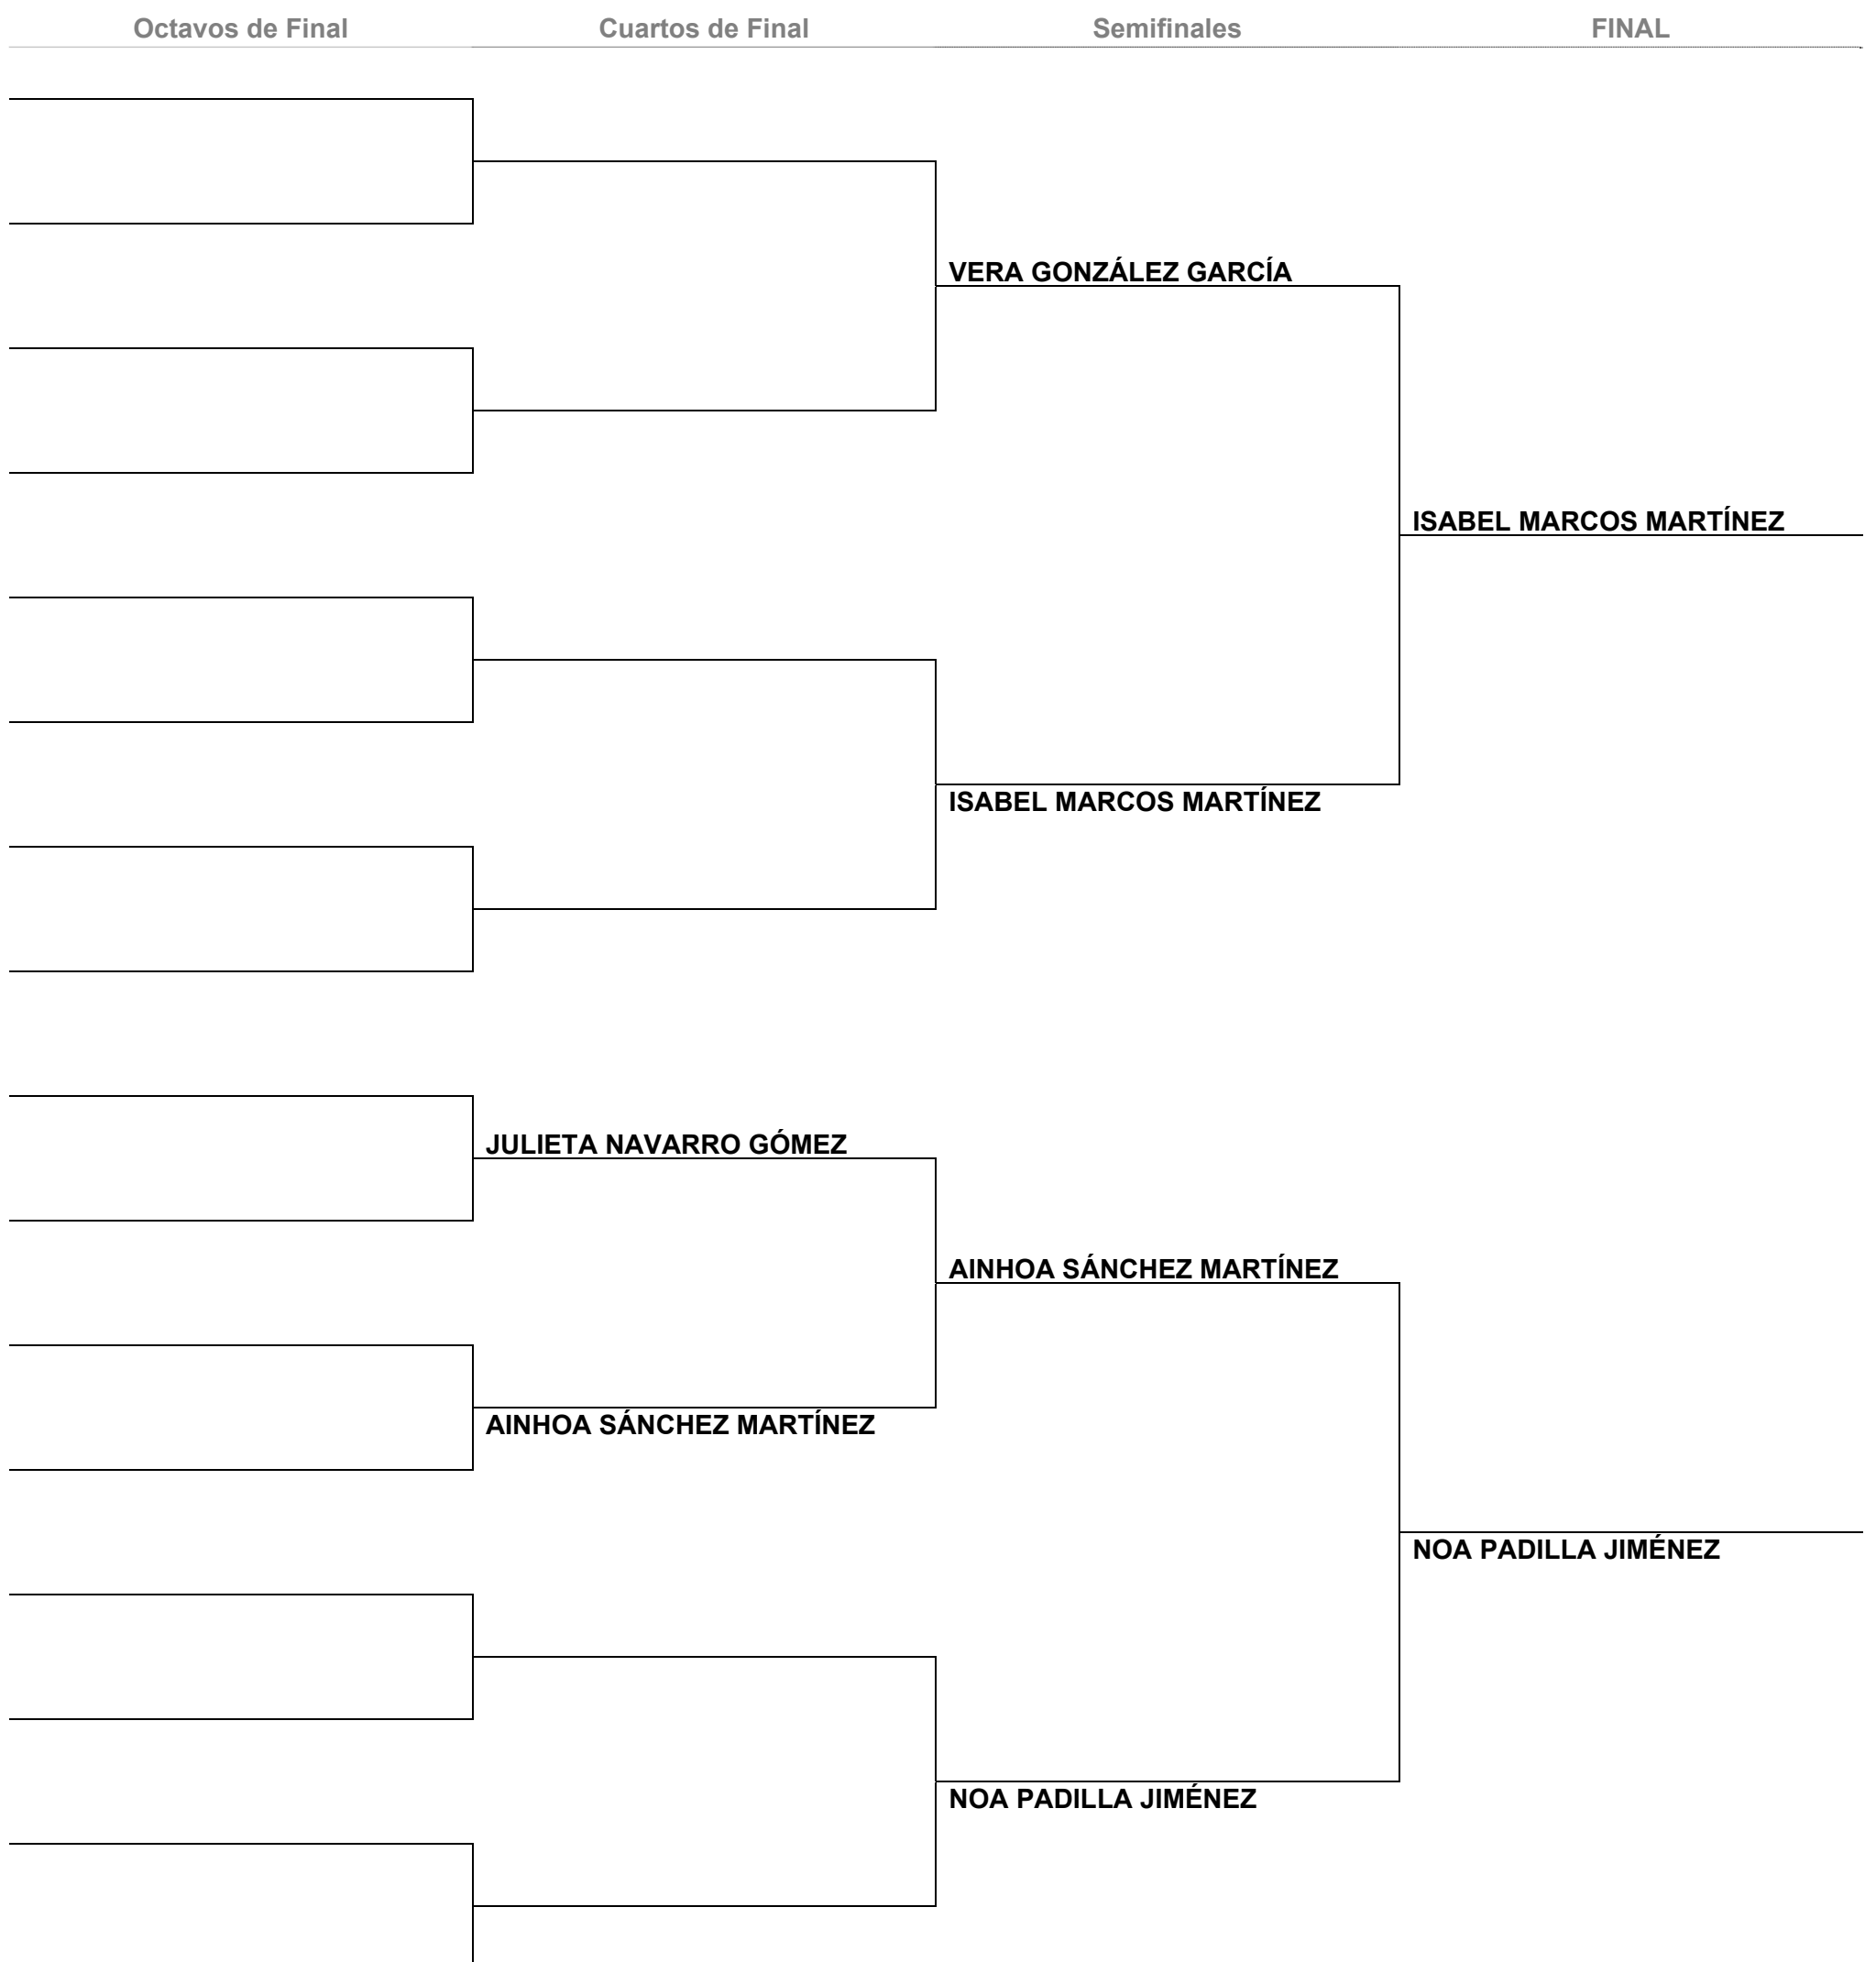 Octavos de Final
Cuartos de Final
Semifinales
FINAL
VERA GONZÁLEZ GARCÍA
ISABEL MARCOS MARTÍNEZ
ISABEL MARCOS MARTÍNEZ
JULIETA NAVARRO GÓMEZ
AINHOA SÁNCHEZ MARTÍNEZ
AINHOA SÁNCHEZ MARTÍNEZ
NOA PADILLA JIMÉNEZ
NOA PADILLA JIMÉNEZ